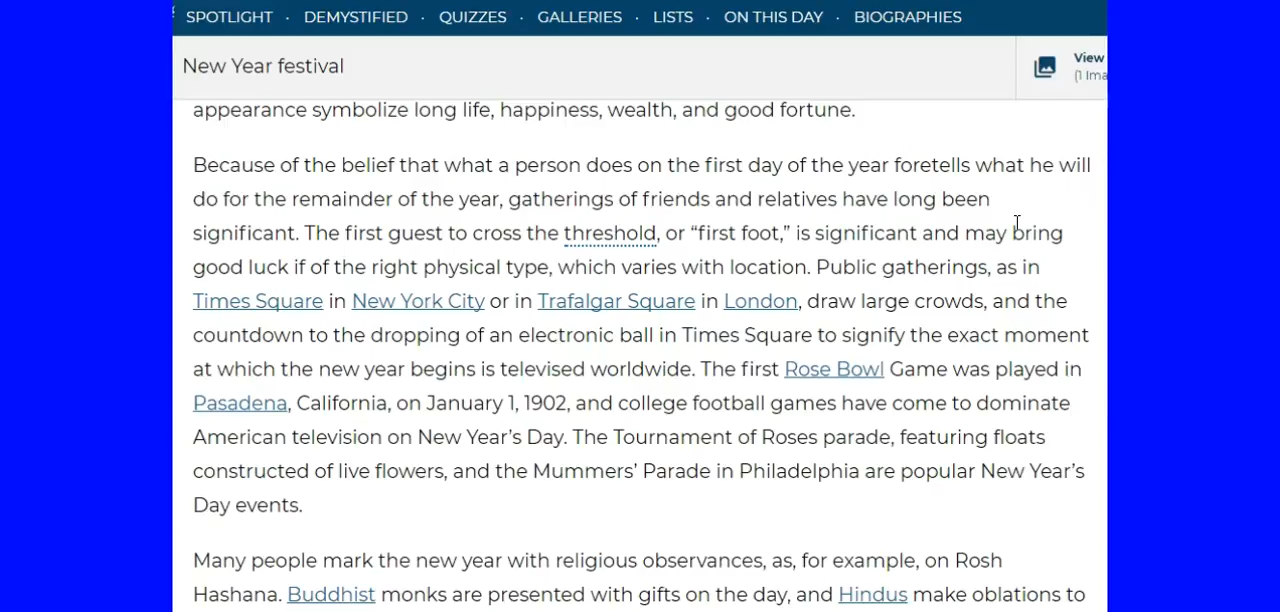 SPOTLIGHT · DEMYSTIFIED · QUIZZES · GALLERIES · LISTS · ON THIS DAY · BIOGRAPHIES
New Year festival
View
(1 Ima
appearance symbolize long life, happiness, wealth, and good fortune.
Because of the belief that what a person does on the first day of the year foretells what he will
do for the remainder of the year, gatherings of friends and relatives have long been
significant. The first guest to cross the threshold, or “first foot,” is significant and may bring
good luck if of the right physical type, which varies with location. Public gatherings, as in
Times Square in New York City or in Trafalgar Square in London, draw large crowds, and the
countdown to the dropping of an electronic ball in Times Square to signify the exact moment
at which the new year begins is televised worldwide. The first Rose Bowl Game was played in
Pasadena, California, on January 1, 1902, and college football games have come to dominate
American television on New Year’s Day. The Tournament of Roses parade, featuring floats
constructed of live flowers, and the Mummers’ Parade in Philadelphia are popular New Year’s
Day events.
Many people mark the new year with religious observances, as, for example, on Rosh
Hashana. Buddhist monks are presented with gifts on the day, and Hindus make oblations to